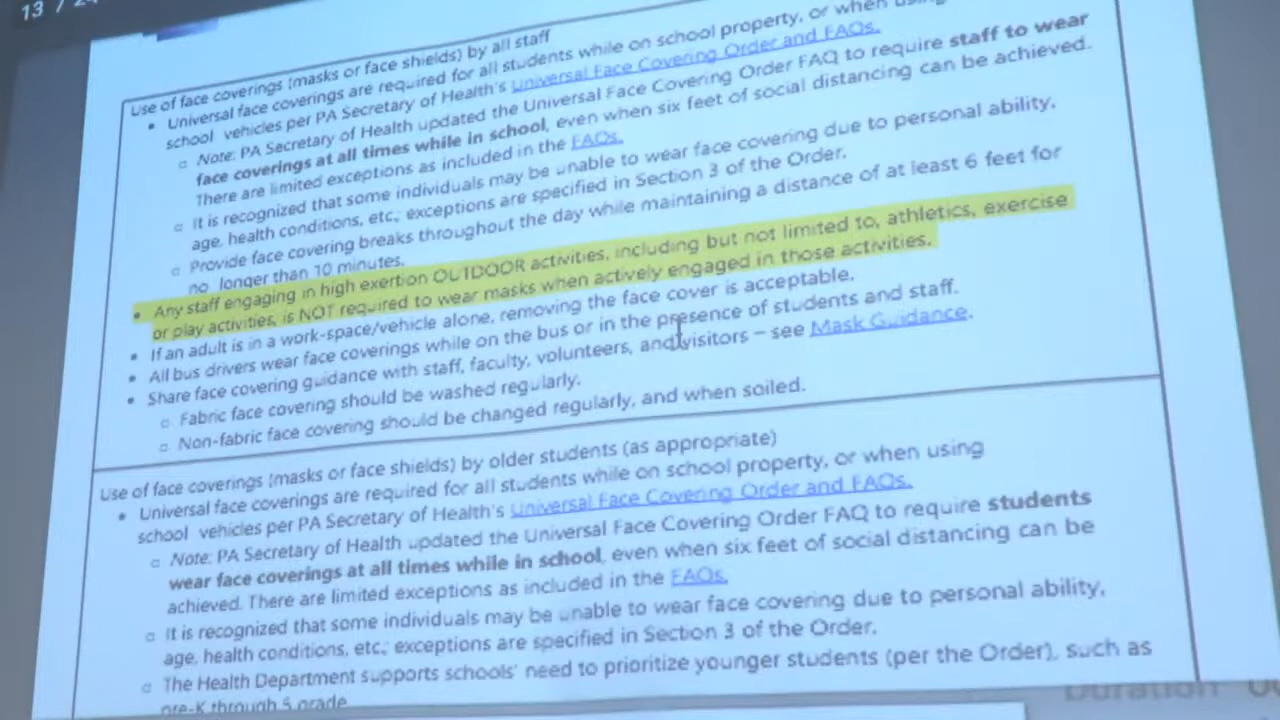 13 / 24
Use of face coverings (masks or face shields) by all staff
• Universal face coverings are required for all students while on school property, or when using
school vehicles per PA Secretary of Health's Universal Face Covering Order and FAQs.
o Note: PA Secretary of Health updated the Universal Face Covering Order FAQ to require staff to wear
face coverings at all times while in school, even when six feet of social distancing can be achieved.
There are limited exceptions as included in the FAQs.
o It is recognized that some individuals may be unable to wear face covering due to personal ability,
age, health conditions, etc.; exceptions are specified in Section 3 of the Order.
o Provide face covering breaks throughout the day while maintaining a distance of at least 6 feet for
no longer than 10 minutes.
• Any staff engaging in high exertion OUTDOOR activities, including but not limited to, athletics, exercise
or play activities, is NOT required to wear masks when actively engaged in those activities.
• If an adult is in a work-space/vehicle alone, removing the face cover is acceptable.
• All bus drivers wear face coverings while on the bus or in the presence of students and staff.
• Share face covering guidance with staff, faculty, volunteers, and visitors – see Mask Guidance.
o Fabric face covering should be washed regularly.
o Non-fabric face covering should be changed regularly, and when soiled.
Use of face coverings (masks or face shields) by older students (as appropriate)
• Universal face coverings are required for all students while on school property, or when using
school vehicles per PA Secretary of Health's Universal Face Covering Order and FAQs.
o Note: PA Secretary of Health updated the Universal Face Covering Order FAQ to require students
wear face coverings at all times while in school, even when six feet of social distancing can be
achieved. There are limited exceptions as included in the FAQs.
o It is recognized that some individuals may be unable to wear face covering due to personal ability,
age, health conditions, etc.; exceptions are specified in Section 3 of the Order.
o The Health Department supports schools' need to prioritize younger students (per the Order), such as
pre-K through 5 grade
Duration